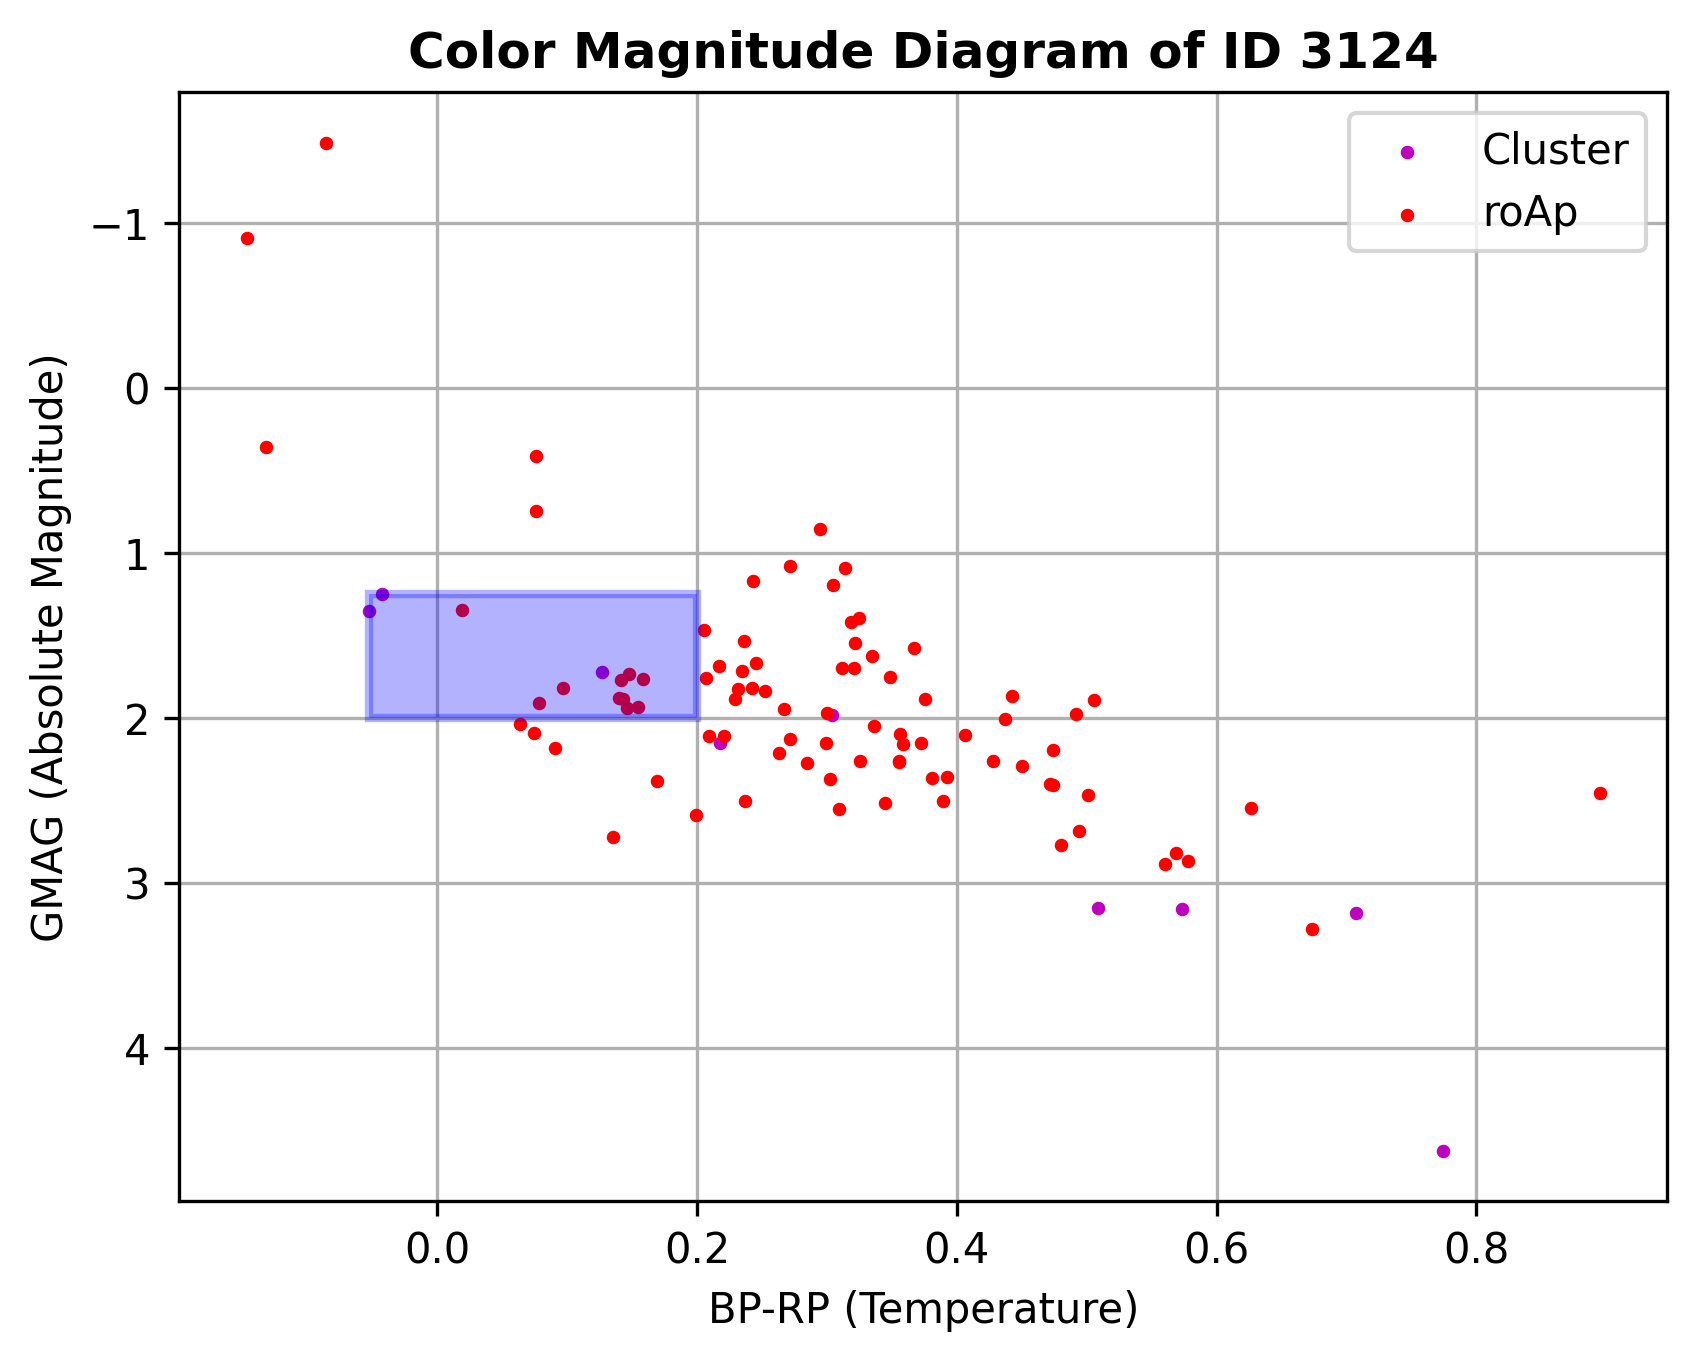 Color Magnitude Diagram of ID 3124
Cluster
roAp
GMAG (Absolute Magnitude)
−1
0
1
2
3
4
0.0 0.2 0.4 0.6 0.8
BP-RP (Temperature)